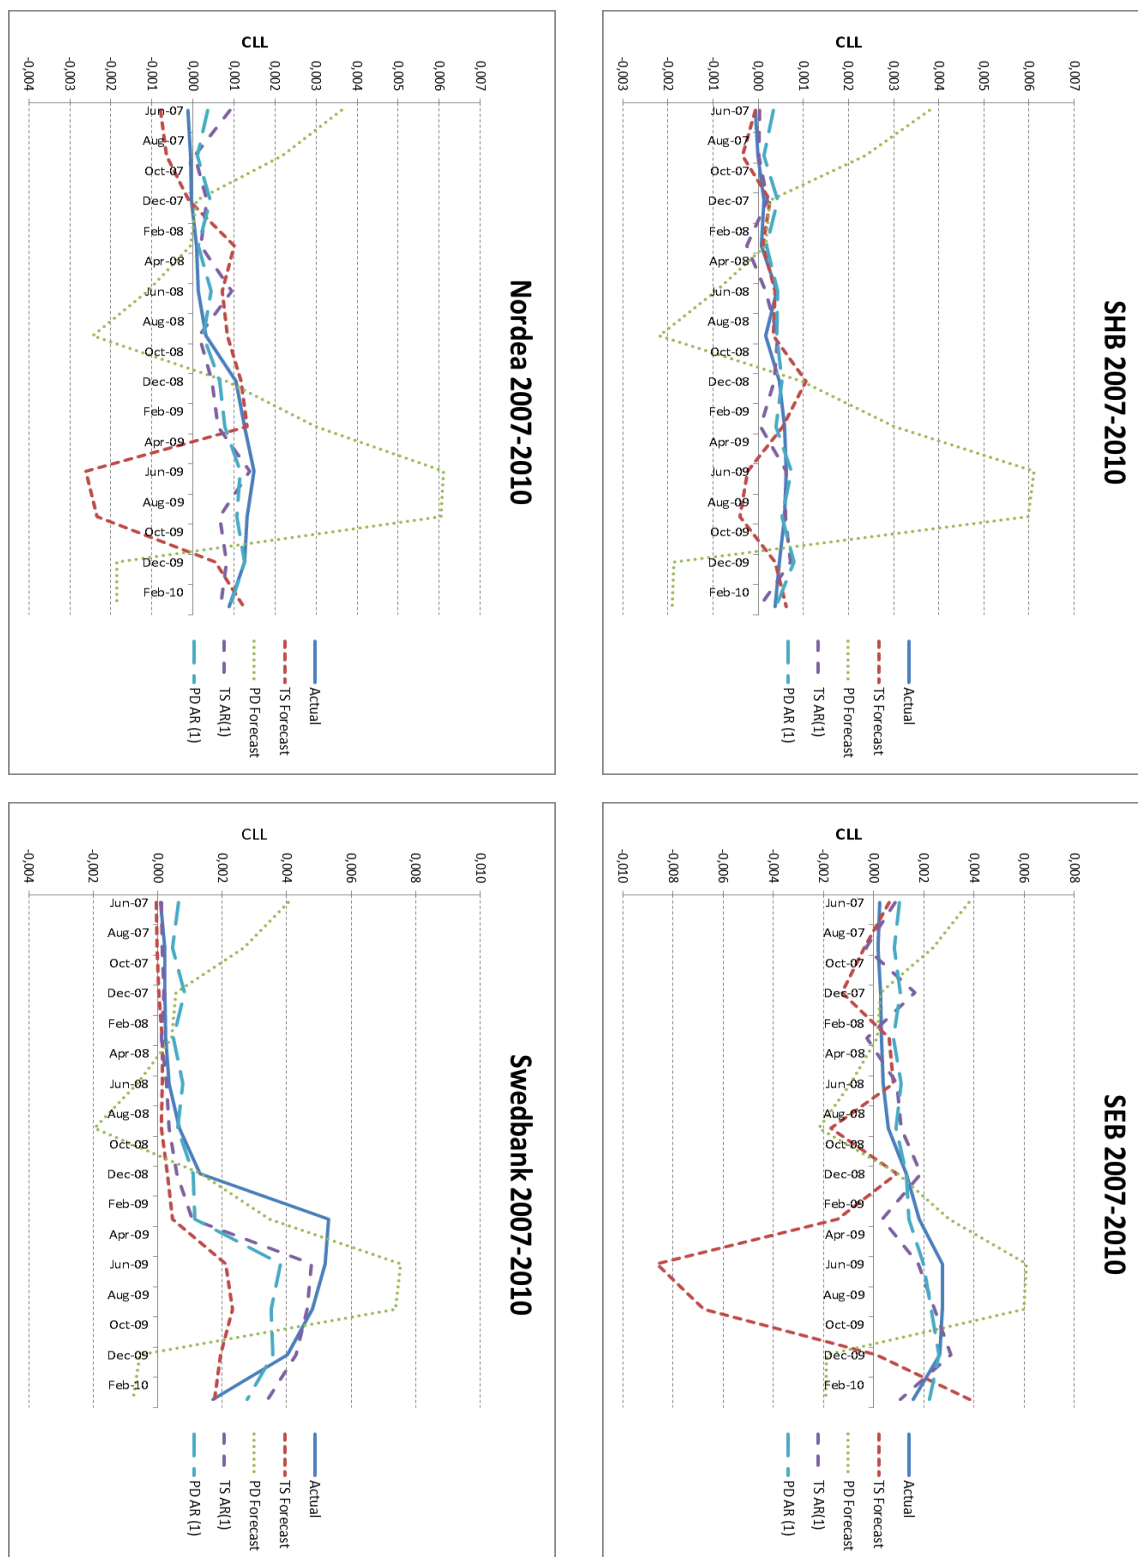 SHB 2007-2010
0,007
0,006
0,005
0,004
0,003
0,002
0,001
0,000
-0,001
-0,002
-0,003
CLL
Jun-07
Aug-07
Oct-07
Dec-07
Feb-08
Apr-08
Jun-08
Aug-08
Oct-08
Dec-08
Feb-09
Apr-09
Jun-09
Aug-09
Oct-09
Dec-09
Feb-10
Actual
TS Forecast
PD Forecast
TS AR(1)
PD AR (1)
SEB 2007-2010
0,008
0,006
0,004
0,002
0,000
-0,002
-0,004
-0,006
-0,008
-0,010
CLL
Jun-07
Aug-07
Oct-07
Dec-07
Feb-08
Apr-08
Jun-08
Aug-08
Oct-08
Dec-08
Feb-09
Apr-09
Jun-09
Aug-09
Oct-09
Dec-09
Feb-10
Actual
TS Forecast
PD Forecast
TS AR(1)
PD AR (1)
Nordea 2007-2010
0,007
0,006
0,005
0,004
0,003
0,002
0,001
0,000
-0,001
-0,002
-0,003
-0,004
CLL
Jun-07
Aug-07
Oct-07
Dec-07
Feb-08
Apr-08
Jun-08
Aug-08
Oct-08
Dec-08
Feb-09
Apr-09
Jun-09
Aug-09
Oct-09
Dec-09
Feb-10
Actual
TS Forecast
PD Forecast
TS AR(1)
PD AR (1)
Swedbank 2007-2010
0,010
0,008
0,006
0,004
0,002
0,000
-0,002
-0,004
CLL
Jun-07
Aug-07
Oct-07
Dec-07
Feb-08
Apr-08
Jun-08
Aug-08
Oct-08
Dec-08
Feb-09
Apr-09
Jun-09
Aug-09
Oct-09
Dec-09
Feb-10
Actual
TS Forecast
PD Forecast
TS AR(1)
PD AR (1)